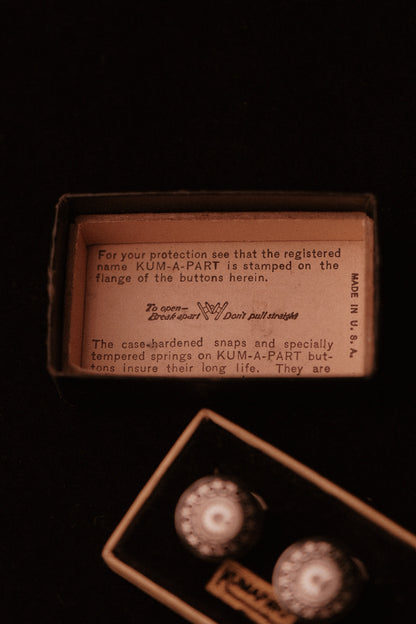 For your protection see that the registered
name KUM-A-PART is stamped on the
flange of the buttons herein.
To open—
Break apart Don't pull straight
The case-hardened snaps and specially
tempered springs on KUM-A-PART but-
tons insure their long life. They are
MADE IN U. S. A.